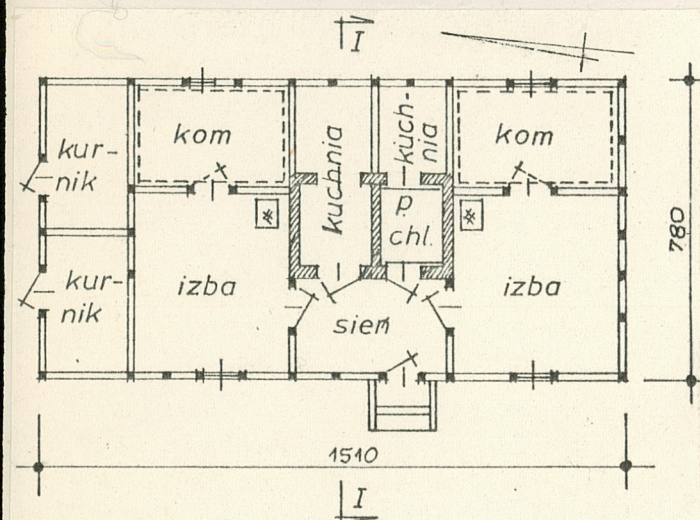 I
kom
kuchnia
kuch-
nia
kom
kur-
nik
p.
chl.
780
izba
izba
kur-
nik
sień
1510
I